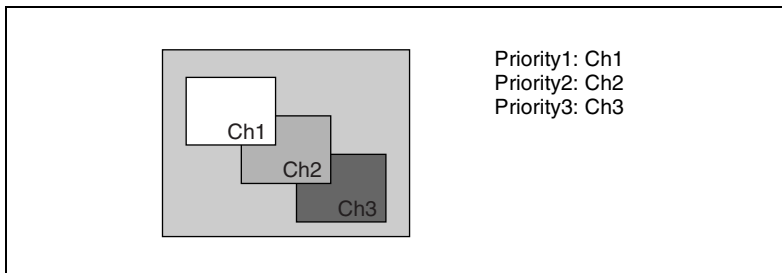 Priority1: Ch1
Priority2: Ch2
Priority3: Ch3
Ch1
Ch2
Ch3